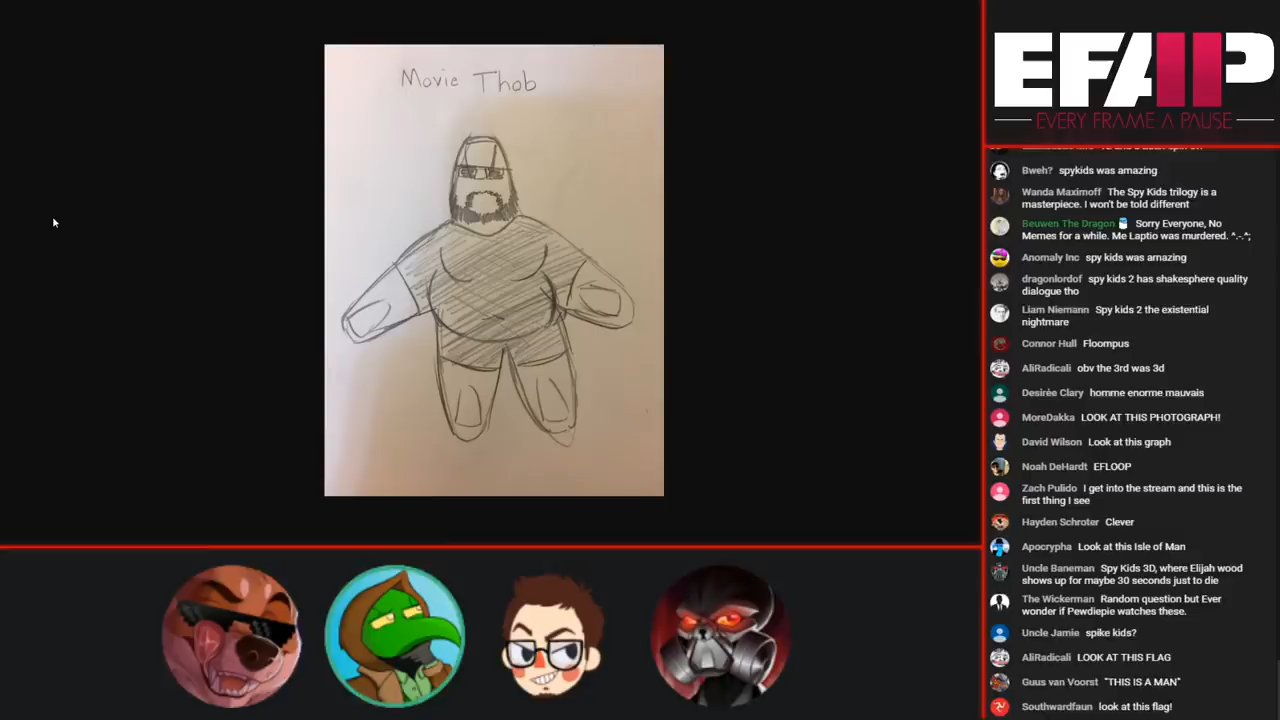 Movie Thob
EFAP
EVERY FRAME A PAUSE
Bweh? spykids was amazing
Wanda Maximoff The Spy Kids trilogy is a
masterpiece. I won't be told different
Beuwen The Dragon Sorry Everyone, No
Memes for a while. Me Laptio was murdered. ^-.-^;
Anomaly Inc spy kids was amazing
dragonlordof spy kids 2 has shakesphere quality
dialogue tho
Liam Niemann Spy kids 2 the existential
nightmare
Connor Hull Floompus
AliRadicali obv the 3rd was 3d
Desirėe Clary homme enorme mauvais
MoreDakka LOOK AT THIS PHOTOGRAPH!
David Wilson Look at this graph
Noah DeHardt EFLOOP
Zach Pulido I get into the stream and this is the
first thing I see
Hayden Schroter Clever
Apocrypha Look at this Isle of Man
Uncle Baneman Spy Kids 3D, where Elijah wood
shows up for maybe 30 seconds just to die
The Wickerman Random question but Ever
wonder if Pewdiepie watches these.
Uncle Jamie spike kids?
AliRadicali LOOK AT THIS FLAG
Guus van Voorst "THIS IS A MAN"
Southwardfaun look at this flag!